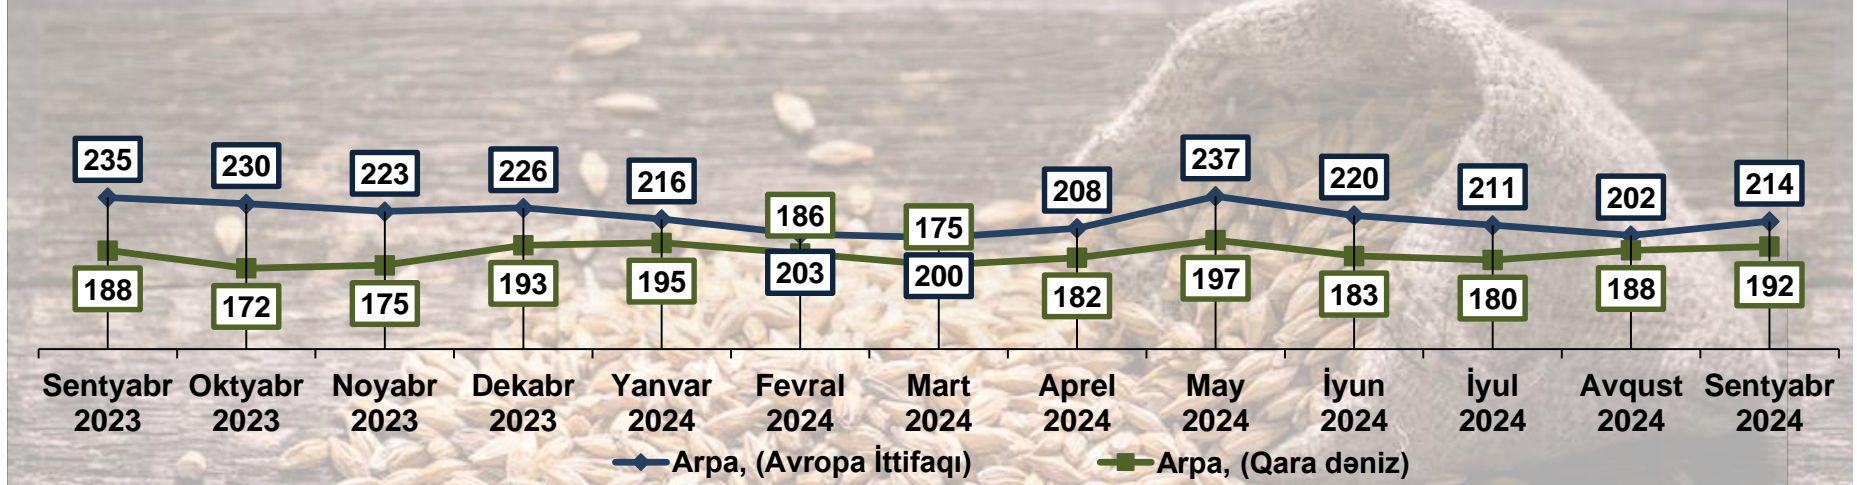 235 230 223 226 216 186 175 208 237 220 211 202 214
188 172 175 193 195 203 200 182 197 183 180 188 192
Sentyabr Oktyabr Noyabr Dekabr Yanvar Fevral Mart Aprel May İyun İyul Avqust Sentyabr
2023 2023 2023 2023 2024 2024 2024 2024 2024 2024 2024 2024 2024
Arpa, (Avropa İttifaqı) Arpa, (Qara dəniz)